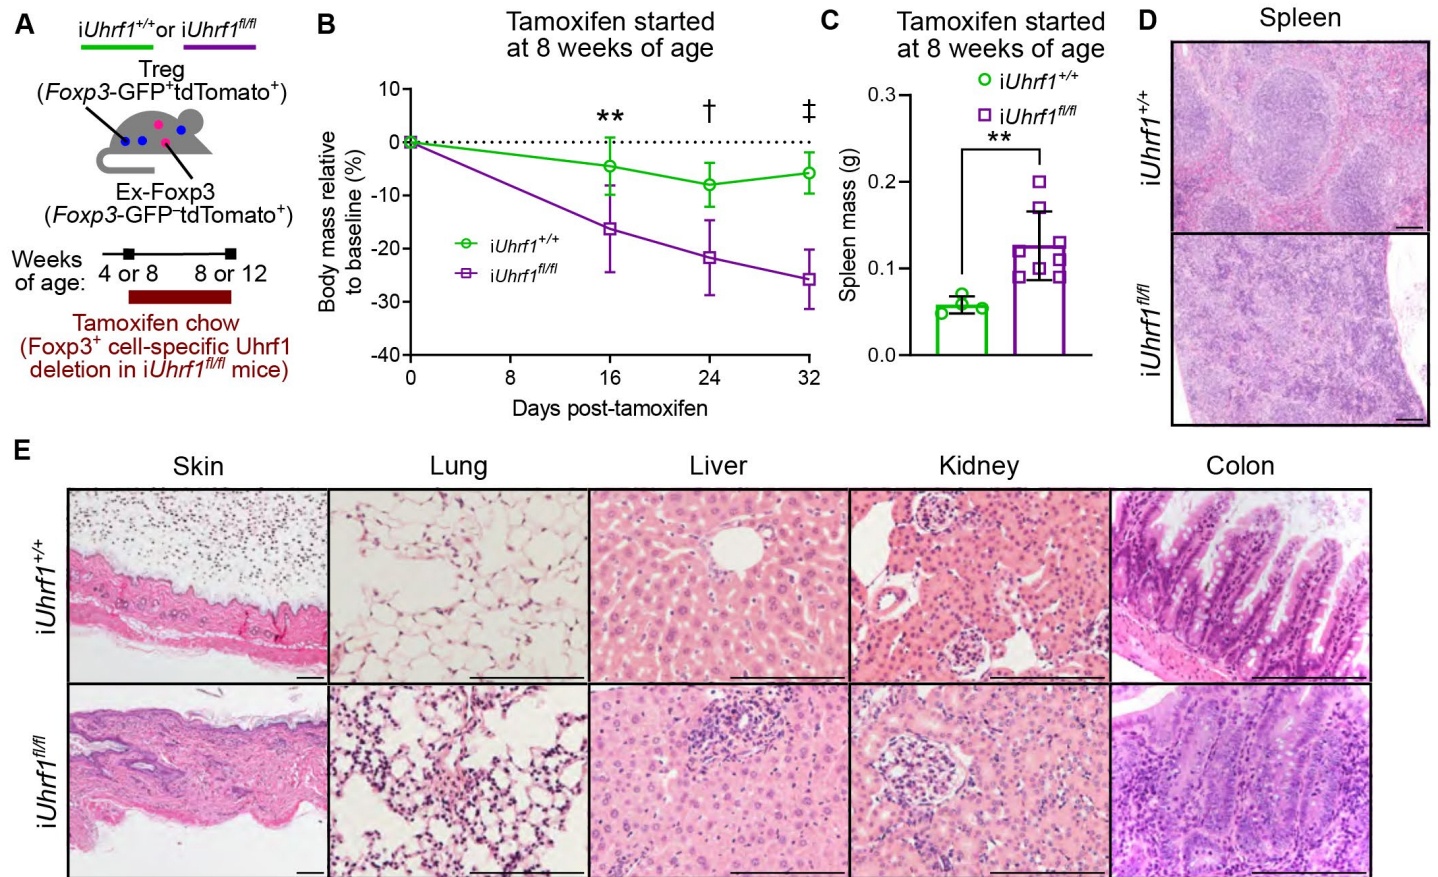 A
iUhrf1+/+ or iUhrf1fl/fl
Treg
(Foxp3-GFP+tdTomato+)
Ex-Foxp3
(Foxp3-GFP–tdTomato+)
Weeks
of age:
4 or 8
8 or 12
Tamoxifen chow
(Foxp3+ cell-specific Uhrf1
deletion in iUhrf1fl/fl mice)
B
Tamoxifen started
at 8 weeks of age
Body mass relative
to baseline (%)
10
0
-10
-20
-30
-40
**
†
‡
iUhrf1+/+
iUhrf1fl/fl
0
8
16
24
32
Days post-tamoxifen
C
Tamoxifen started
at 8 weeks of age
iUhrf1+/+
iUhrf1fl/fl
**
Spleen mass (g)
0.3
0.2
0.1
0.0
D
Spleen
iUhrf1+/+
iUhrf1fl/fl
E
Skin
Lung
Liver
Kidney
Colon
iUhrf1+/+
iUhrf1fl/fl